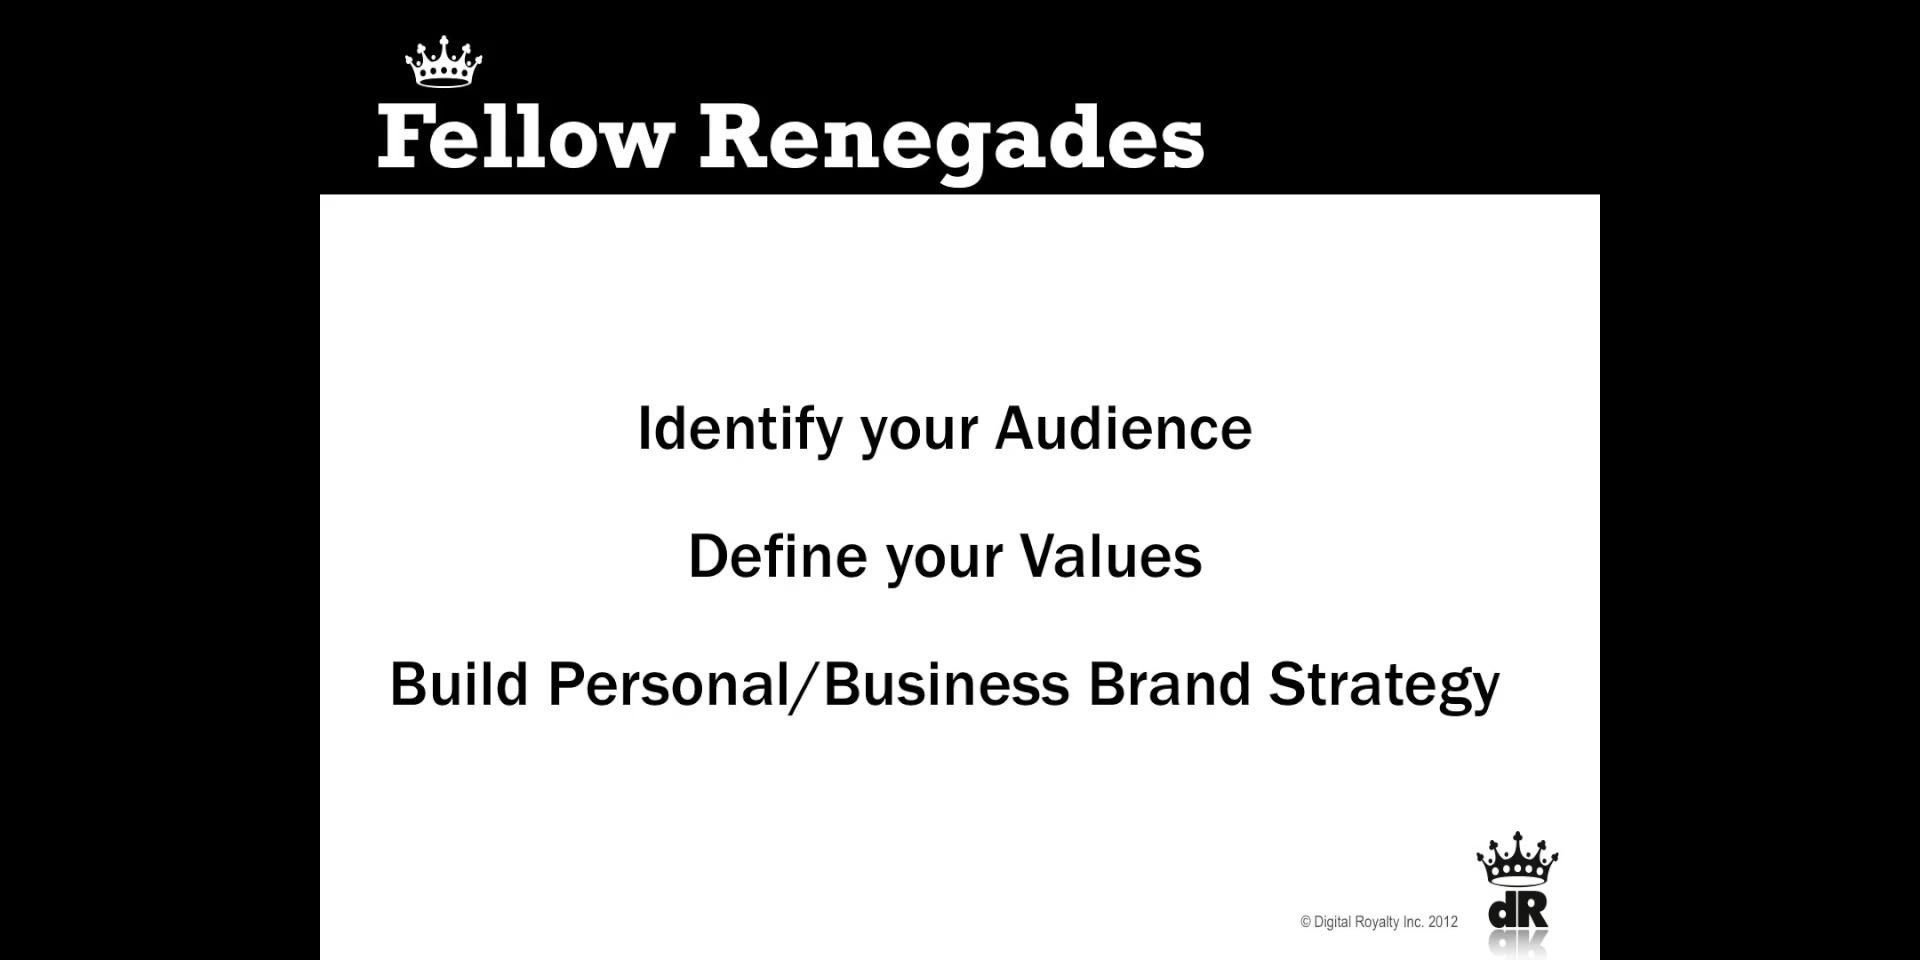 Fellow Renegades
Identify your Audience
Define your Values
Build Personal/Business Brand Strategy
© Digital Royalty Inc. 2012
dR